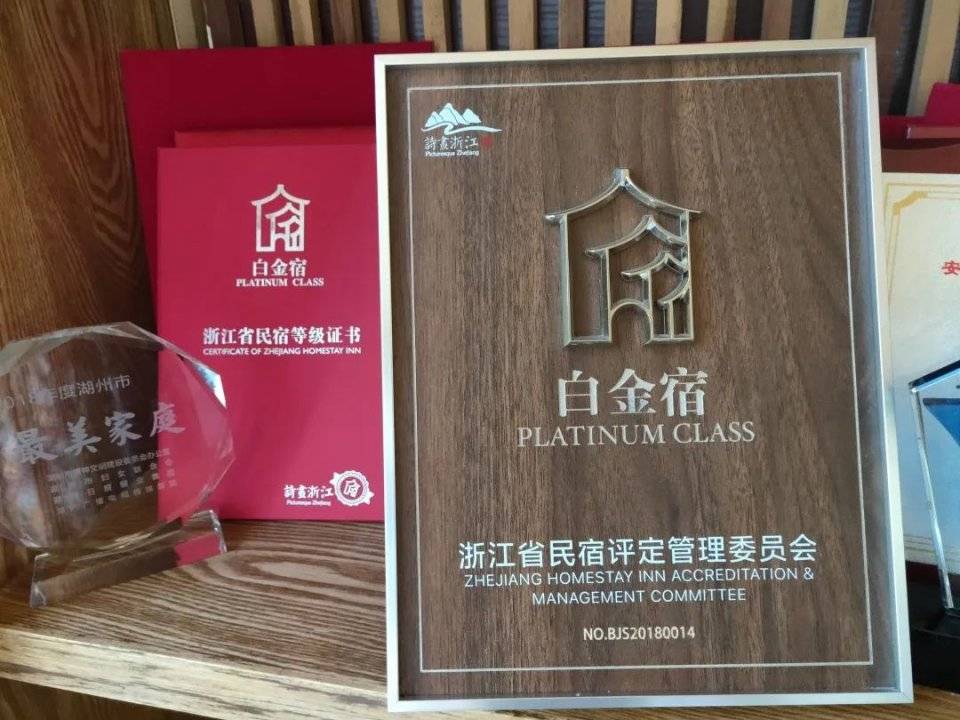 詩畫浙江
Picturesque Zhejiang
白金宿
PLATINUM CLASS
浙江省民宿评定管理委员会
ZHEJIANG HOMESTAY INN ACCREDITATION &
MANAGEMENT COMMITTEE
NO.BJS20180014
白金宿
PLATINUM CLASS
浙江省民宿等级证书
CERTIFICATE OF ZHEJIANG HOMESTAY INN
詩畫浙江
Picturesque Zhejiang
年度湖州市
最美家庭
安